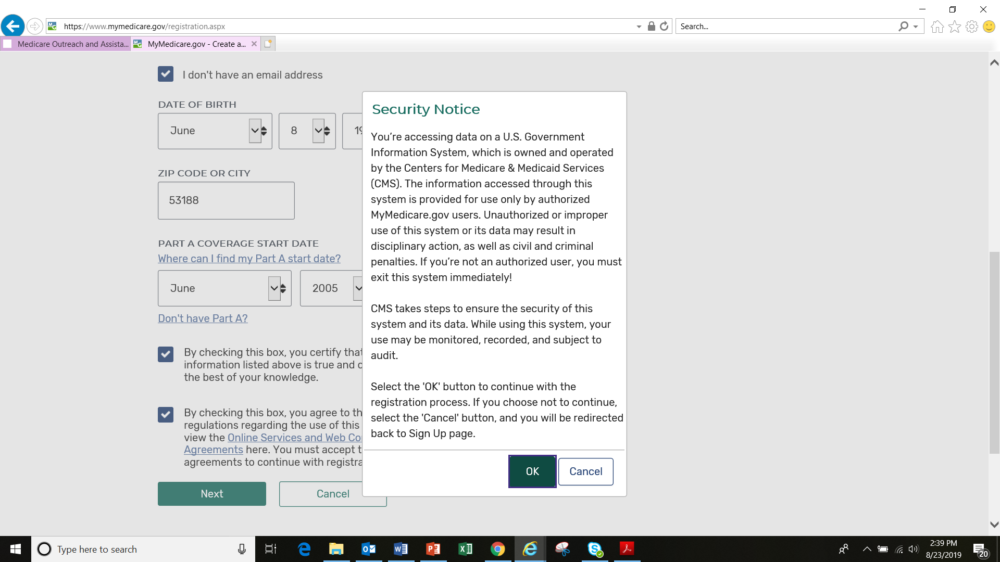 https://www.mymedicare.gov/registration.aspx
Search...
Medicare Outreach and Assista...
MyMedicare.gov - Create a...
I don't have an email address
DATE OF BIRTH
June
8
19
ZIP CODE OR CITY
53188
PART A COVERAGE START DATE
Where can I find my Part A start date?
June
2005
Don't have Part A?
By checking this box, you certify that
information listed above is true and c
the best of your knowledge.
By checking this box, you agree to th
regulations regarding the use of this
view the Online Services and Web Co
Agreements here. You must accept t
agreements to continue with registra
Next
Cancel
Security Notice
You’re accessing data on a U.S. Government
Information System, which is owned and operated
by the Centers for Medicare & Medicaid Services
(CMS). The information accessed through this
system is provided for use only by authorized
MyMedicare.gov users. Unauthorized or improper
use of this system or its data may result in
disciplinary action, as well as civil and criminal
penalties. If you’re not an authorized user, you must
exit this system immediately!
CMS takes steps to ensure the security of this
system and its data. While using this system, your
use may be monitored, recorded, and subject to
audit.
Select the 'OK' button to continue with the
registration process. If you choose not to continue,
select the 'Cancel' button, and you will be redirected
back to Sign Up page.
OK
Cancel
Type here to search
2:39 PM
8/23/2019
20